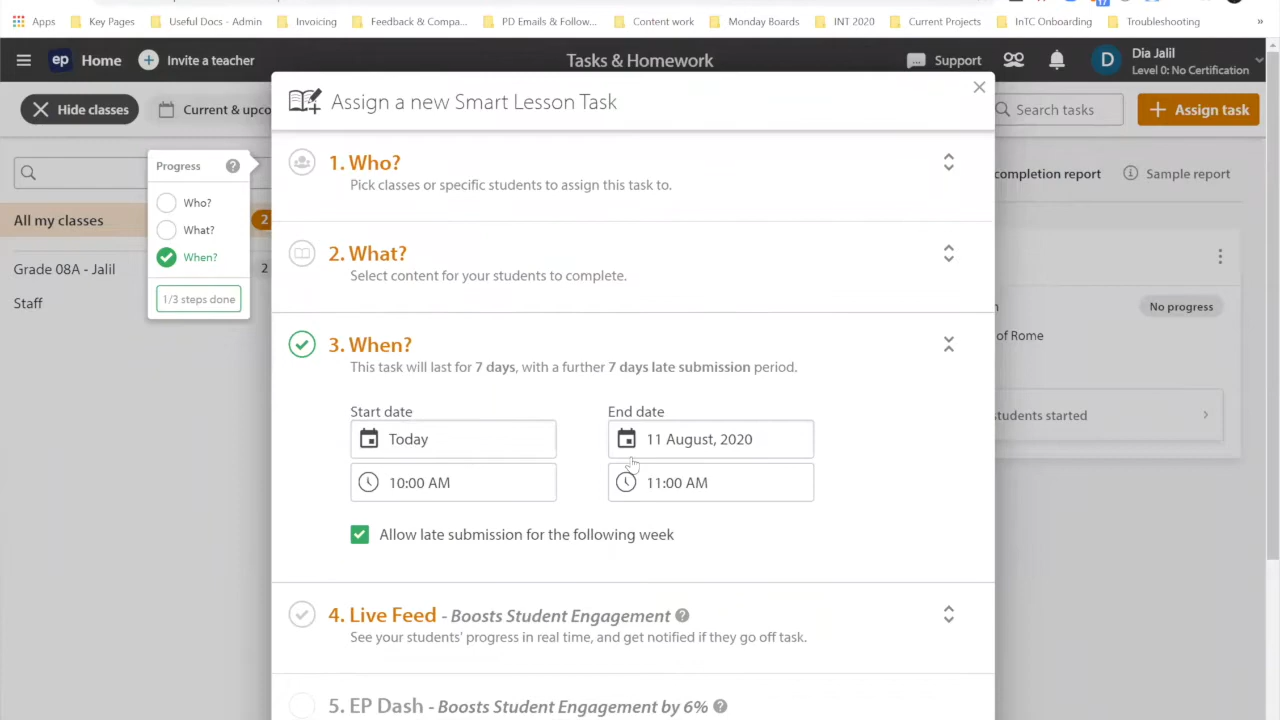 Apps Key Pages Useful Docs - Admin Invoicing Feedback & Compa... PD Emails & Follow... Content work Monday Boards INT 2020 Current Projects InTC Onboarding Troubleshooting »
17
ep Home Invite a teacher Tasks & Homework Support D Dia Jalil
Level 0: No Certification
Hide classes Current & upco Search tasks Assign task
Assign a new Smart Lesson Task
Progress ?
Who?
What?
When?
1/3 steps done
All my classes 2
Grade 08A - Jalil 2
Staff
1. Who?
Pick classes or specific students to assign this task to.
2. What?
Select content for your students to complete.
3. When?
This task will last for 7 days, with a further 7 days late submission period.
Start date End date
Today 11 August, 2020
10:00 AM 11:00 AM
Allow late submission for the following week
4. Live Feed - Boosts Student Engagement ?
See your students' progress in real time, and get notified if they go off task.
5. EP Dash - Boosts Student Engagement by 6% ?
completion report Sample report
n No progress
of Rome
students started